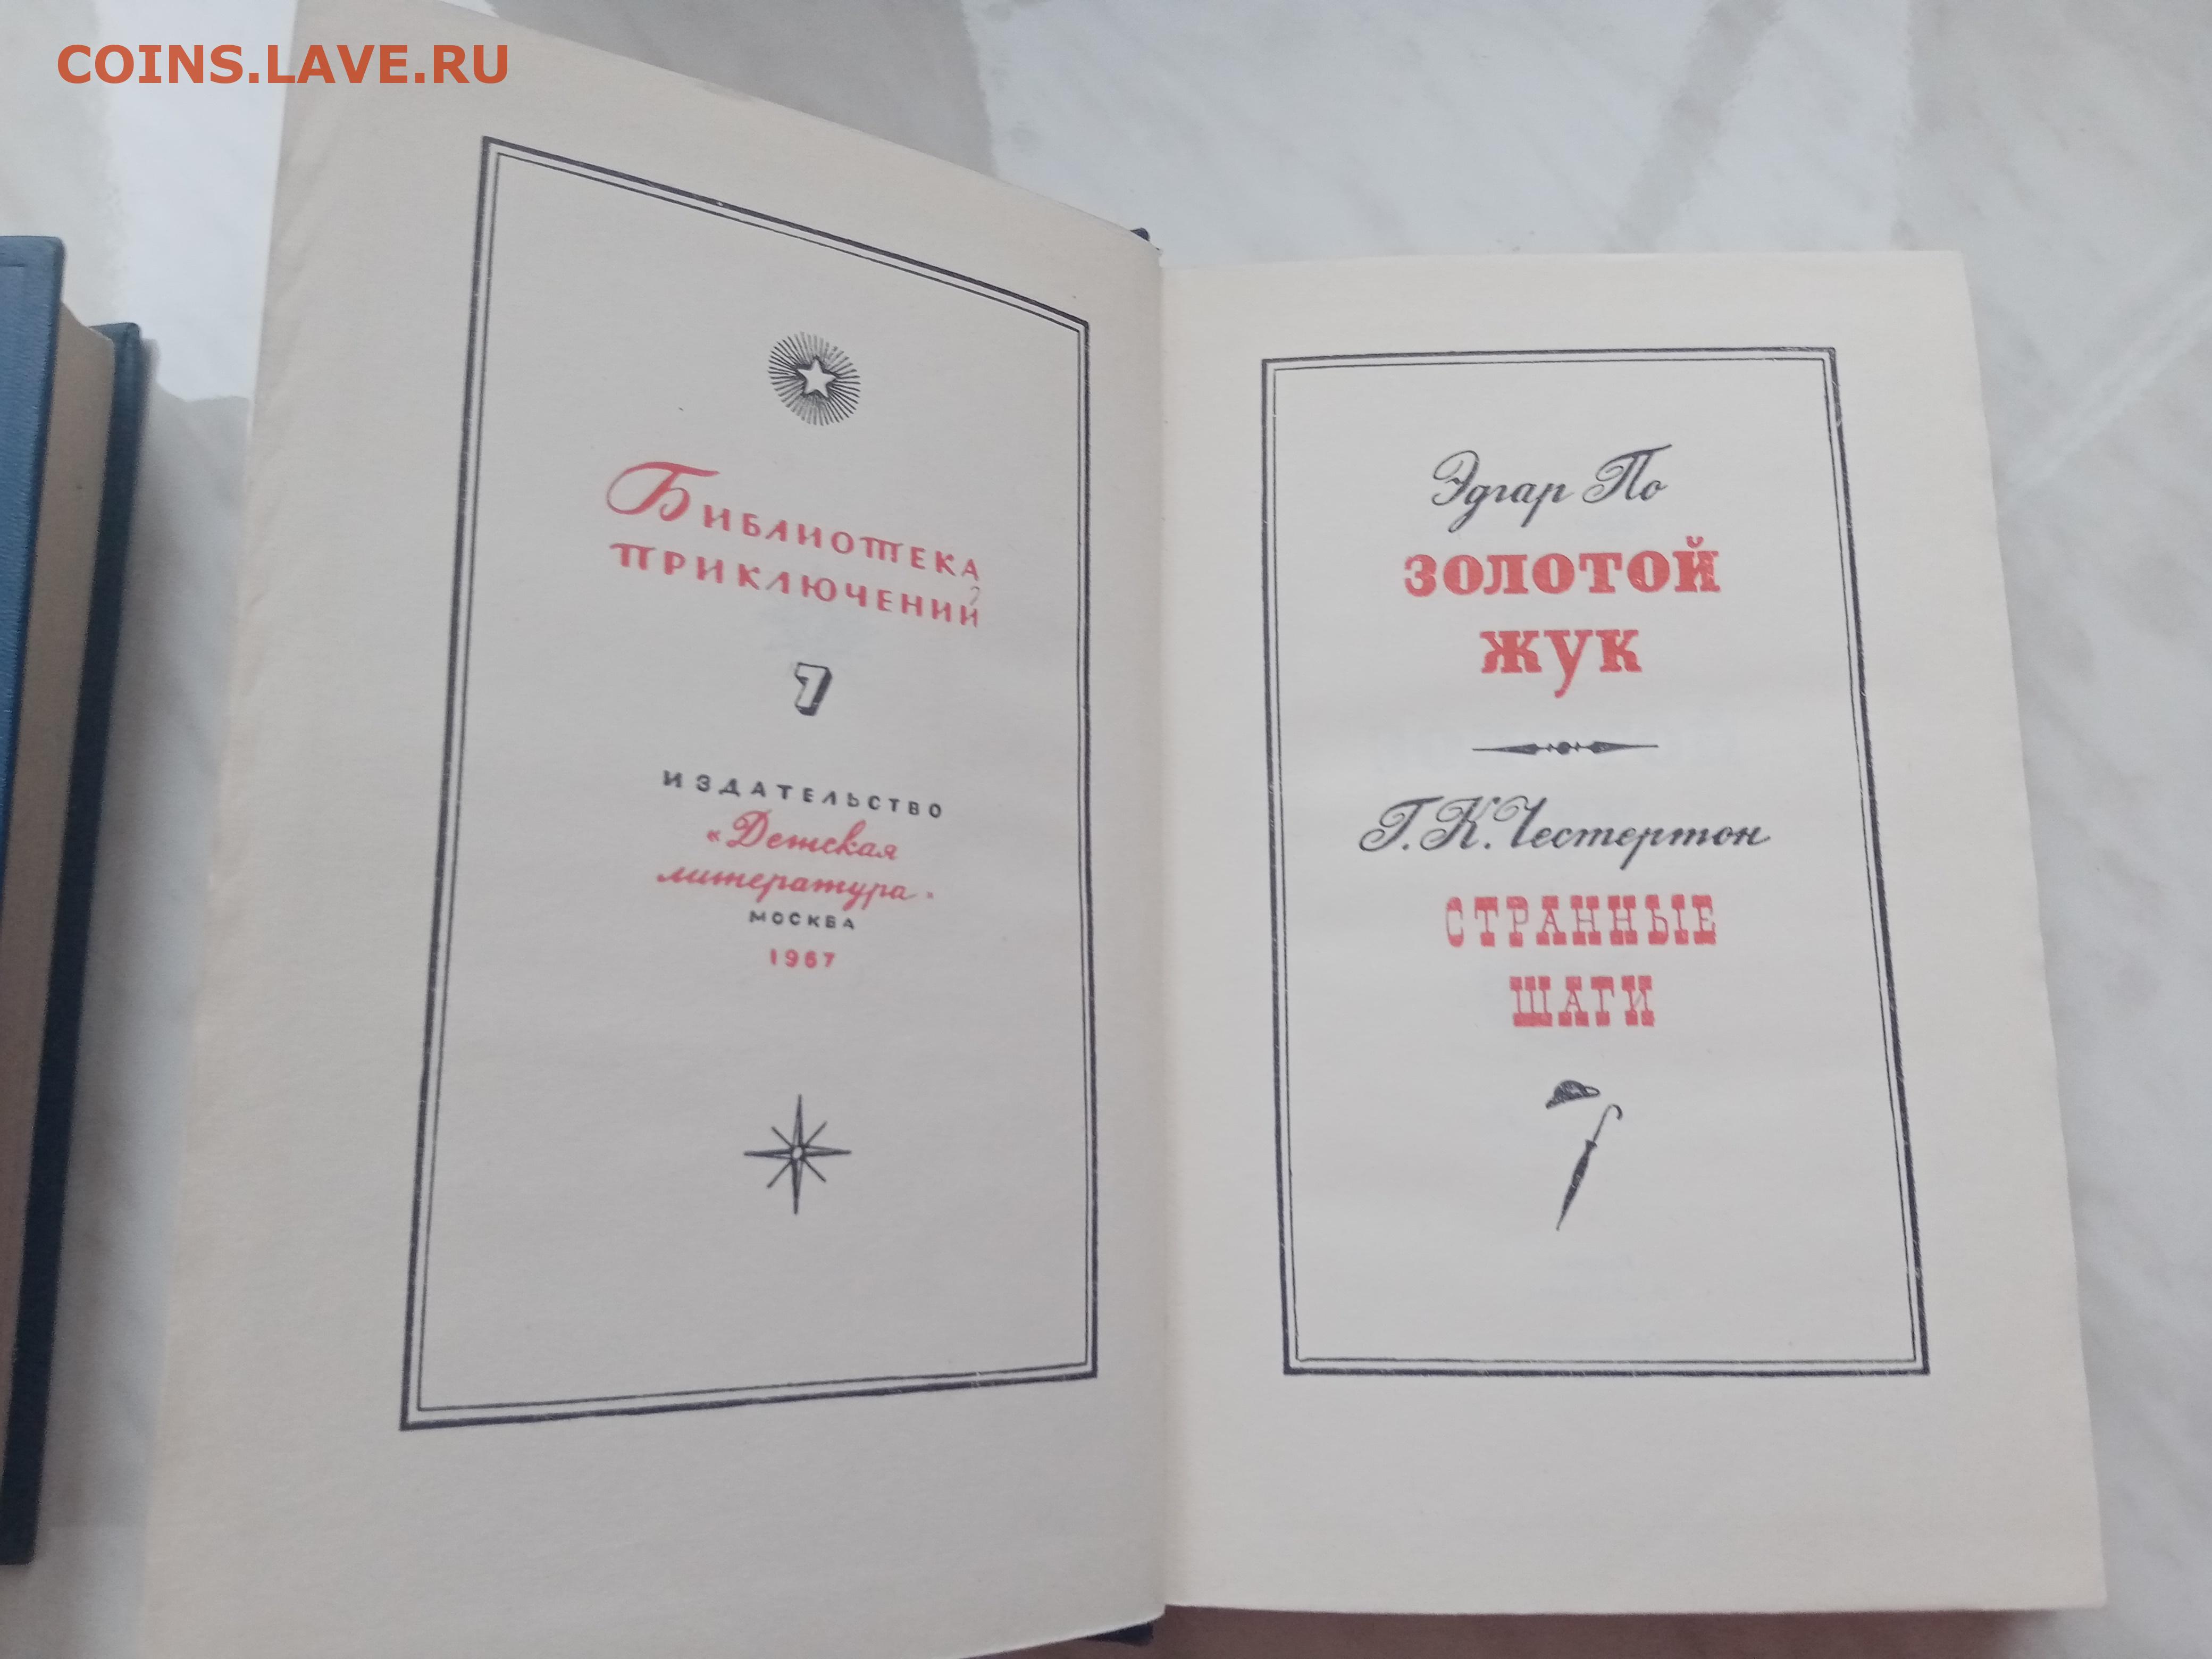 COINS.LAVE.RU
Библиотека
приключений
7
ИЗДАТЕЛЬСТВО
«Детская
литература»
МОСКВА
1967
Эдгар По
ЗОЛОТОЙ
ЖУК
Г. К. Честертон
СТРАННЫЕ
ШАГИ